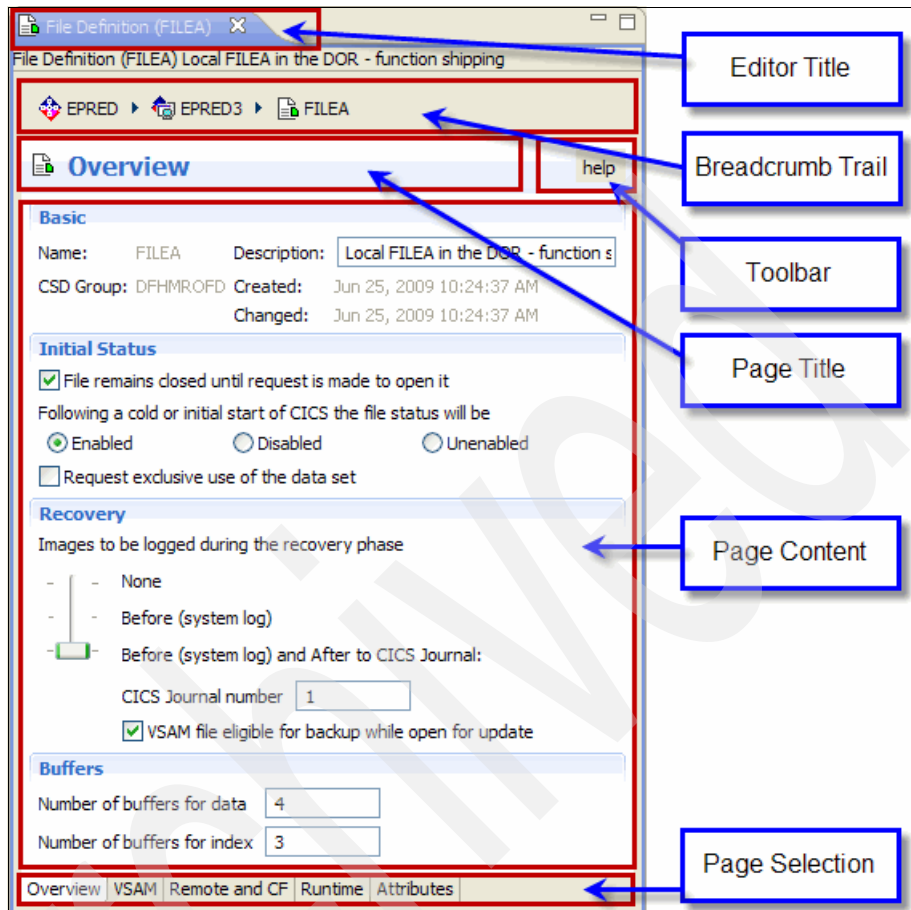 File Definition (FILEA)
File Definition (FILEA) Local FILEA in the DOR - function shipping
EPRED EPRED3 FILEA
Overview help
Basic
Name: FILEA Description: Local FILEA in the DOR - function s
CSD Group: DFHMROFD Created: Jun 25, 2009 10:24:37 AM
Changed: Jun 25, 2009 10:24:37 AM
Initial Status
File remains closed until request is made to open it
Following a cold or initial start of CICS the file status will be
Enabled Disabled Unenabled
Request exclusive use of the data set
Recovery
Images to be logged during the recovery phase
None
Before (system log)
Before (system log) and After to CICS Journal:
CICS Journal number 1
VSAM file eligible for backup while open for update
Buffers
Number of buffers for data 4
Number of buffers for index 3
Overview VSAM Remote and CF Runtime Attributes
Editor Title
Breadcrumb Trail
Toolbar
Page Title
Page Content
Page Selection